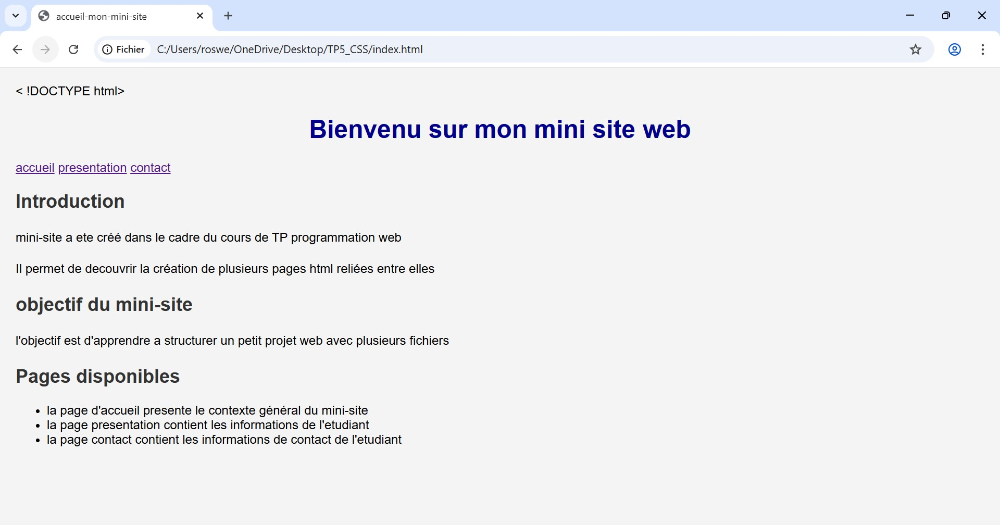 accueil-mon-mini-site
Fichier C:/Users/roswe/OneDrive/Desktop/TP5_CSS/index.html
< !DOCTYPE html>
Bienvenu sur mon mini site web
accueil presentation contact
Introduction
mini-site a ete créé dans le cadre du cours de TP programmation web
Il permet de decouvrir la création de plusieurs pages html reliées entre elles
objectif du mini-site
l'objectif est d'apprendre a structurer un petit projet web avec plusieurs fichiers
Pages disponibles
• la page d'accueil presente le contexte général du mini-site
• la page presentation contient les informations de l'etudiant
• la page contact contient les informations de contact de l'etudiant